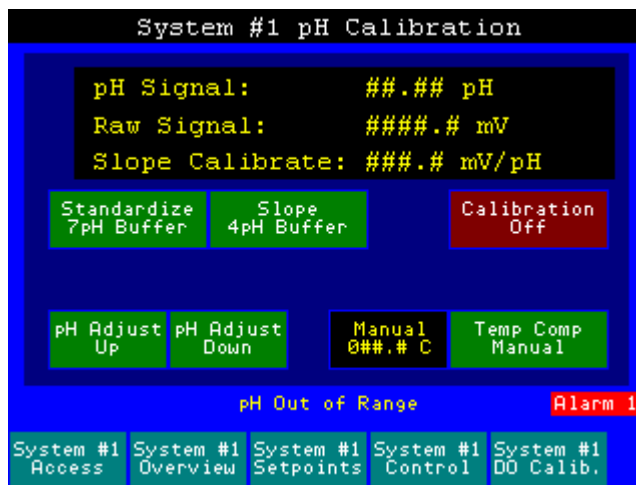 System #1 pH Calibration
pH Signal: ##.## pH
Raw Signal: ####.# mV
Slope Calibrate: ###.# mV/pH
Standardize
7pH Buffer
Slope
4pH Buffer
Calibration
Off
pH Adjust
Up
pH Adjust
Down
Manual
0##.# C
Temp Comp
Manual
pH Out of Range
Alarm 1
System #1
Access
System #1
Overview
System #1
Setpoints
System #1
Control
System #1
DO Calib.